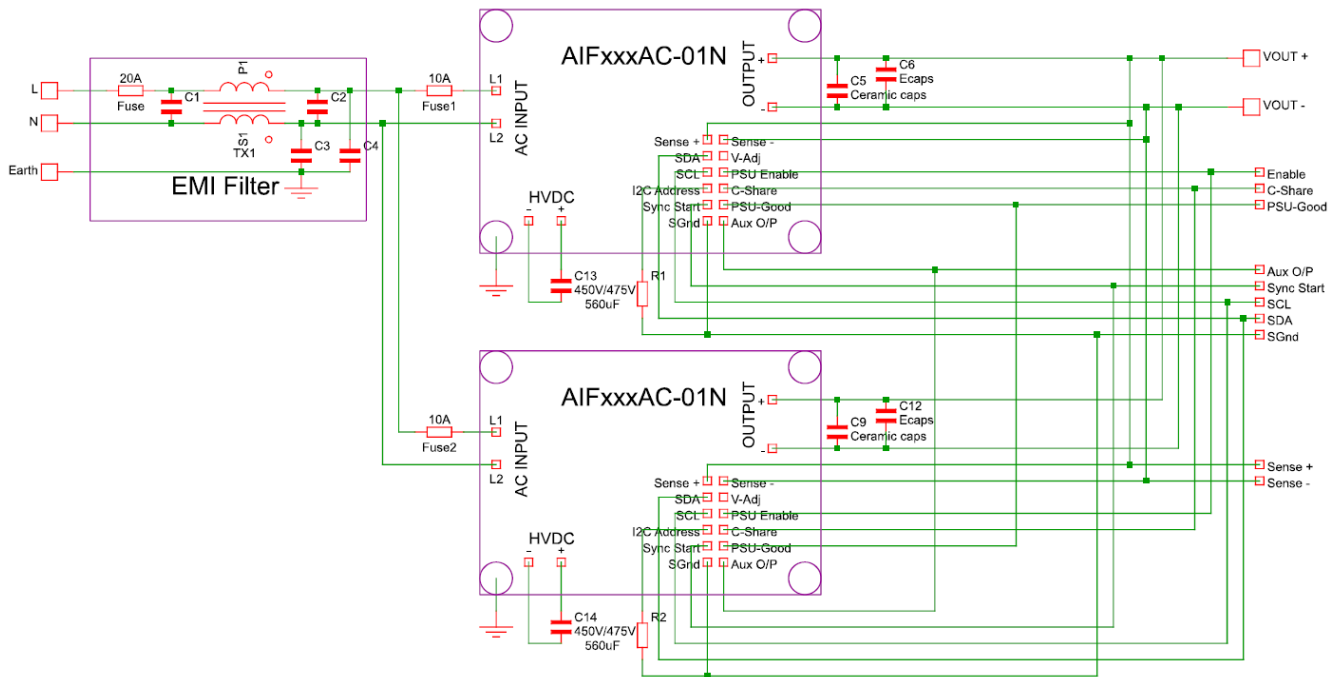 AIFxxxAC-01N
20A
Fuse
P1
C1
C2
S1
TX1
C3
C4
L
N
Earth
EMI Filter
10A
Fuse1
L1
L2
AC INPUT
OUTPUT
+
-
C5
Ceramic caps
C6
Ecaps
VOUT +
VOUT -
Sense +
Sense -
SDA
V-Adj
SCL
PSU Enable
I2C Address
C-Share
Sync Start
PSU-Good
SGnd
Aux O/P
HVDC
-
+
C13
450V/475V
560uF
R1
Enable
C-Share
PSU-Good
Aux O/P
Sync Start
SCL
SDA
SGnd
AIFxxxAC-01N
10A
Fuse2
L1
L2
AC INPUT
OUTPUT
+
-
C9
Ceramic caps
C12
Ecaps
Sense +
Sense -
SDA
V-Adj
SCL
PSU Enable
I2C Address
C-Share
Sync Start
PSU-Good
SGnd
Aux O/P
HVDC
-
+
C14
450V/475V
560uF
R2
Sense +
Sense -